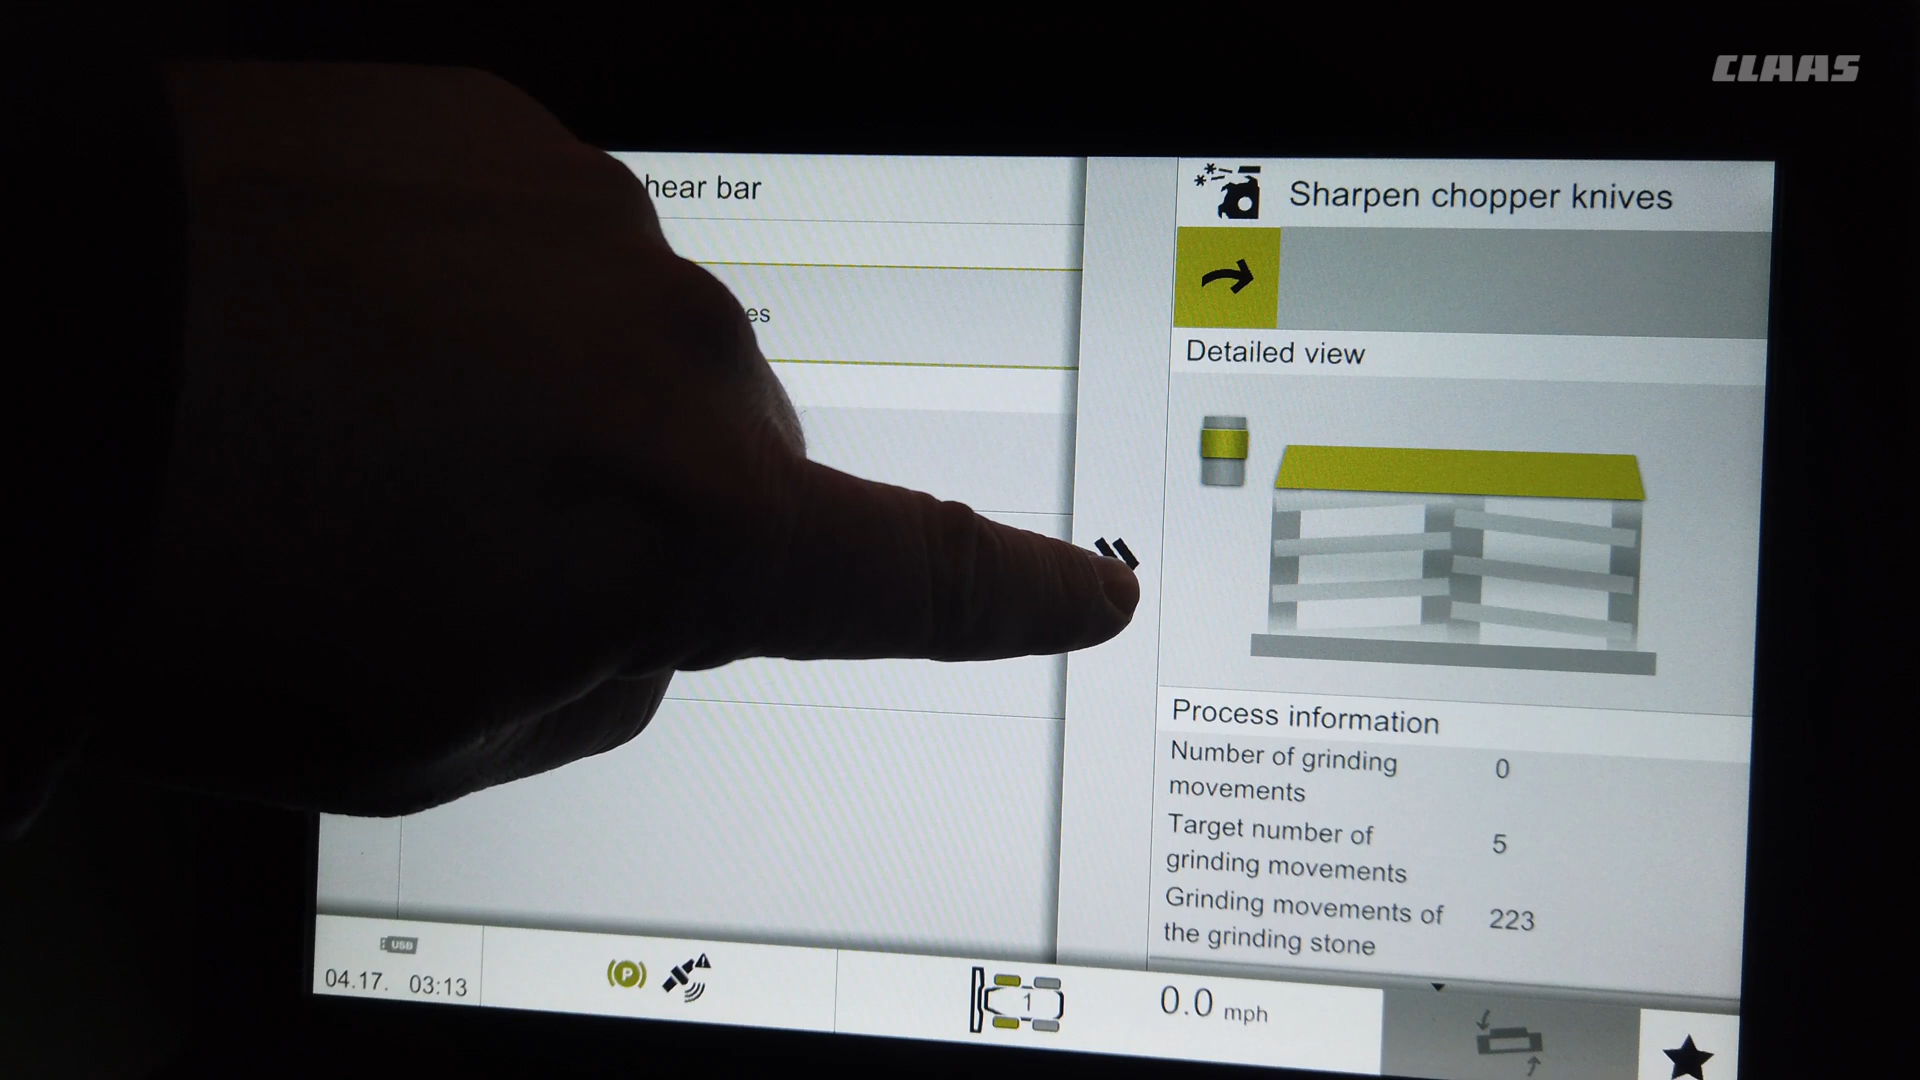 CLAAS
hear bar
es
Sharpen chopper knives
Detailed view
Process information
Number of grinding
movements
0
Target number of
grinding movements
5
Grinding movements of
the grinding stone
223
USB
04.17. 03:13
P
1
0.0 mph